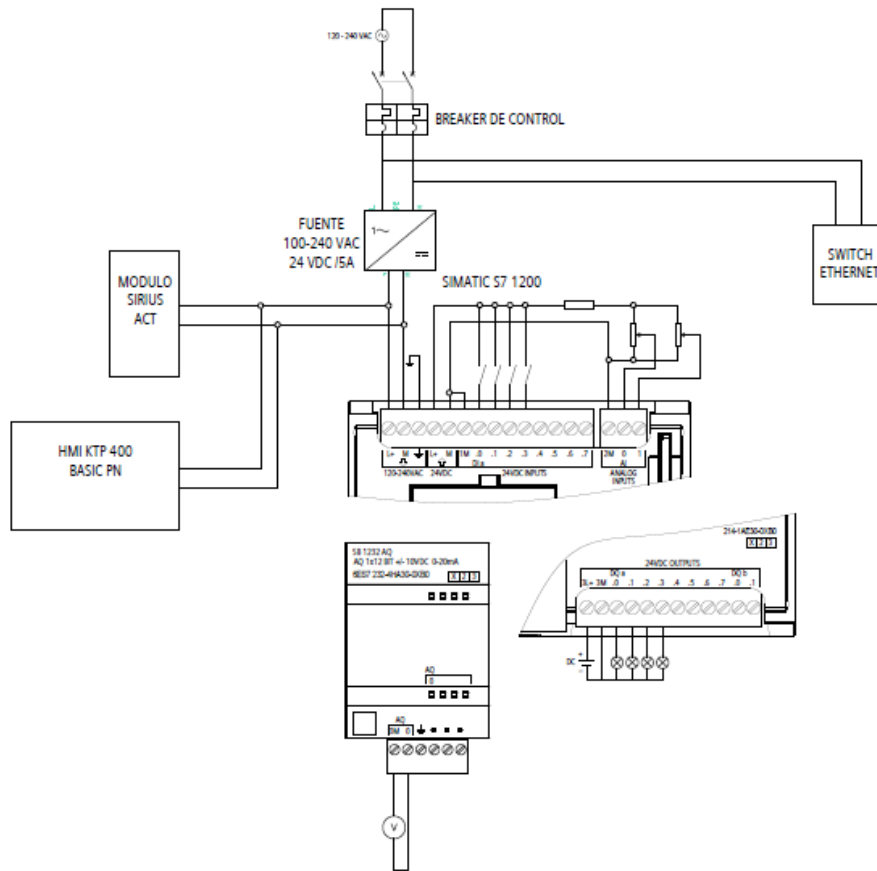 120 - 240 VAC
BREAKER DE CONTROL
FUENTE
100-240 VAC
24 VDC /5A
SWITCH
ETHERNET
MODULO
SIRIUS
ACT
SIMATIC S7 1200
HMI KTP 400
BASIC PN
L+ M L+ M 1M .0 .1 .2 .3 .4 .5 .6 .7 2M 0 1
120-240VAC 24VDC DI a 24VDC INPUTS AI
ANALOG
INPUTS
214-1AE30-0XB0
X 2 3
24VDC OUTPUTS
DQ a DQ b
3L+ 3M .0 .1 .2 .3 .4 .5 .6 .7 .0 .1
DC + -
SB 1232 AQ
AQ 1x12 BIT +/- 10VDC 0-20mA
6ES7 232-4HA30-0XB0 X 2 3
AQ
0
AQ
0M 0
V